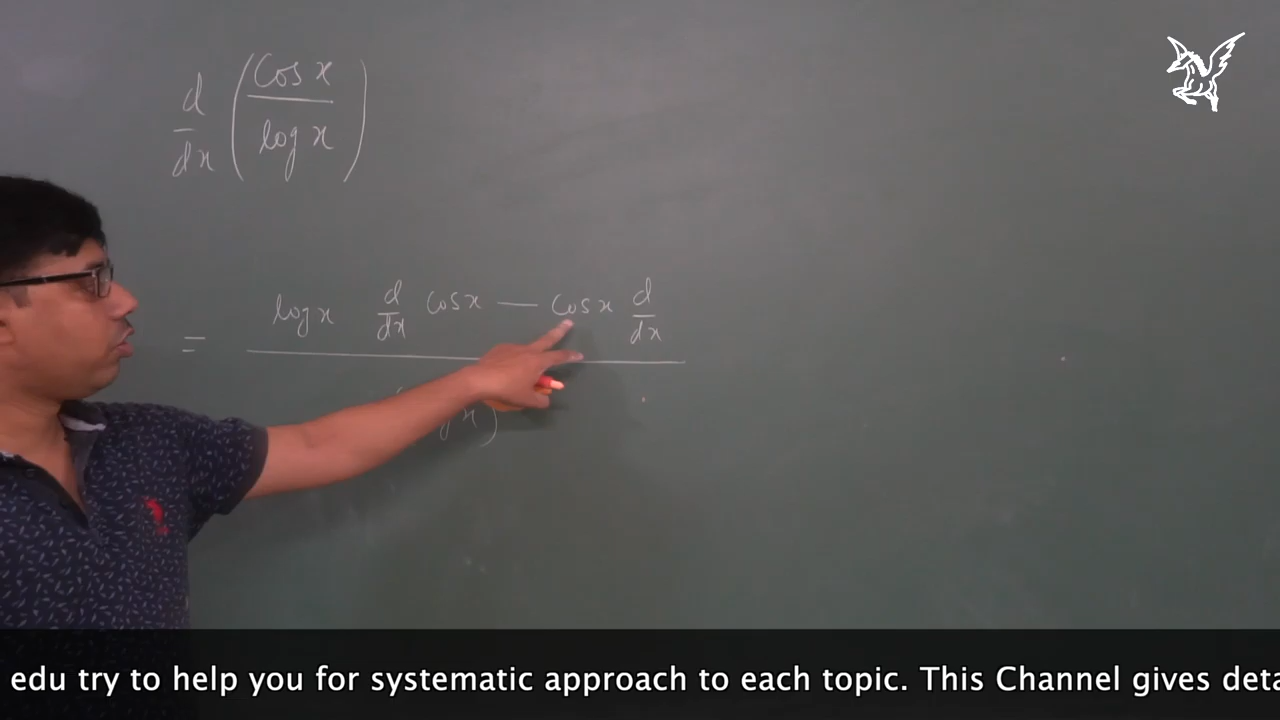 d/dx (Cos x / log x)
= log x d/dx Cos x — Cos x d/dx
x)
edu try to help you for systematic approach to each topic. This Channel gives deta